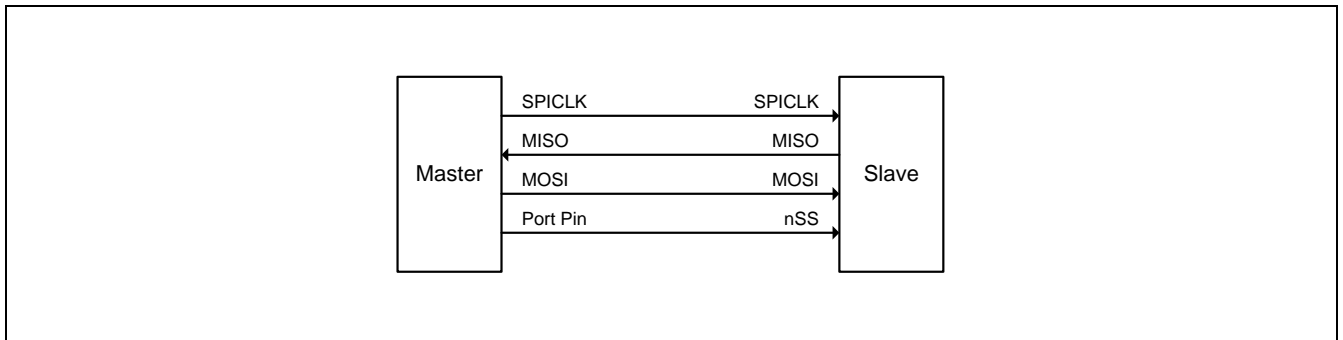 SPICLK SPICLK
MISO MISO
Master MOSI MOSI Slave
Port Pin nSS